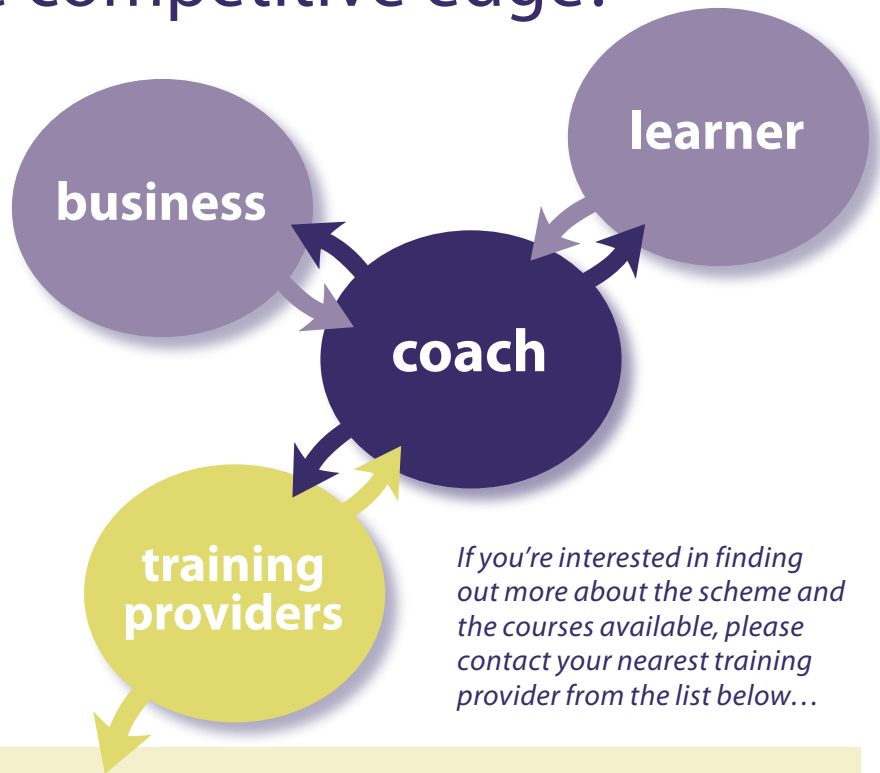 competitive edge?
learner
business
coach
training
providers
If you’re interested in finding
out more about the scheme and
the courses available, please
contact your nearest training
provider from the list below…